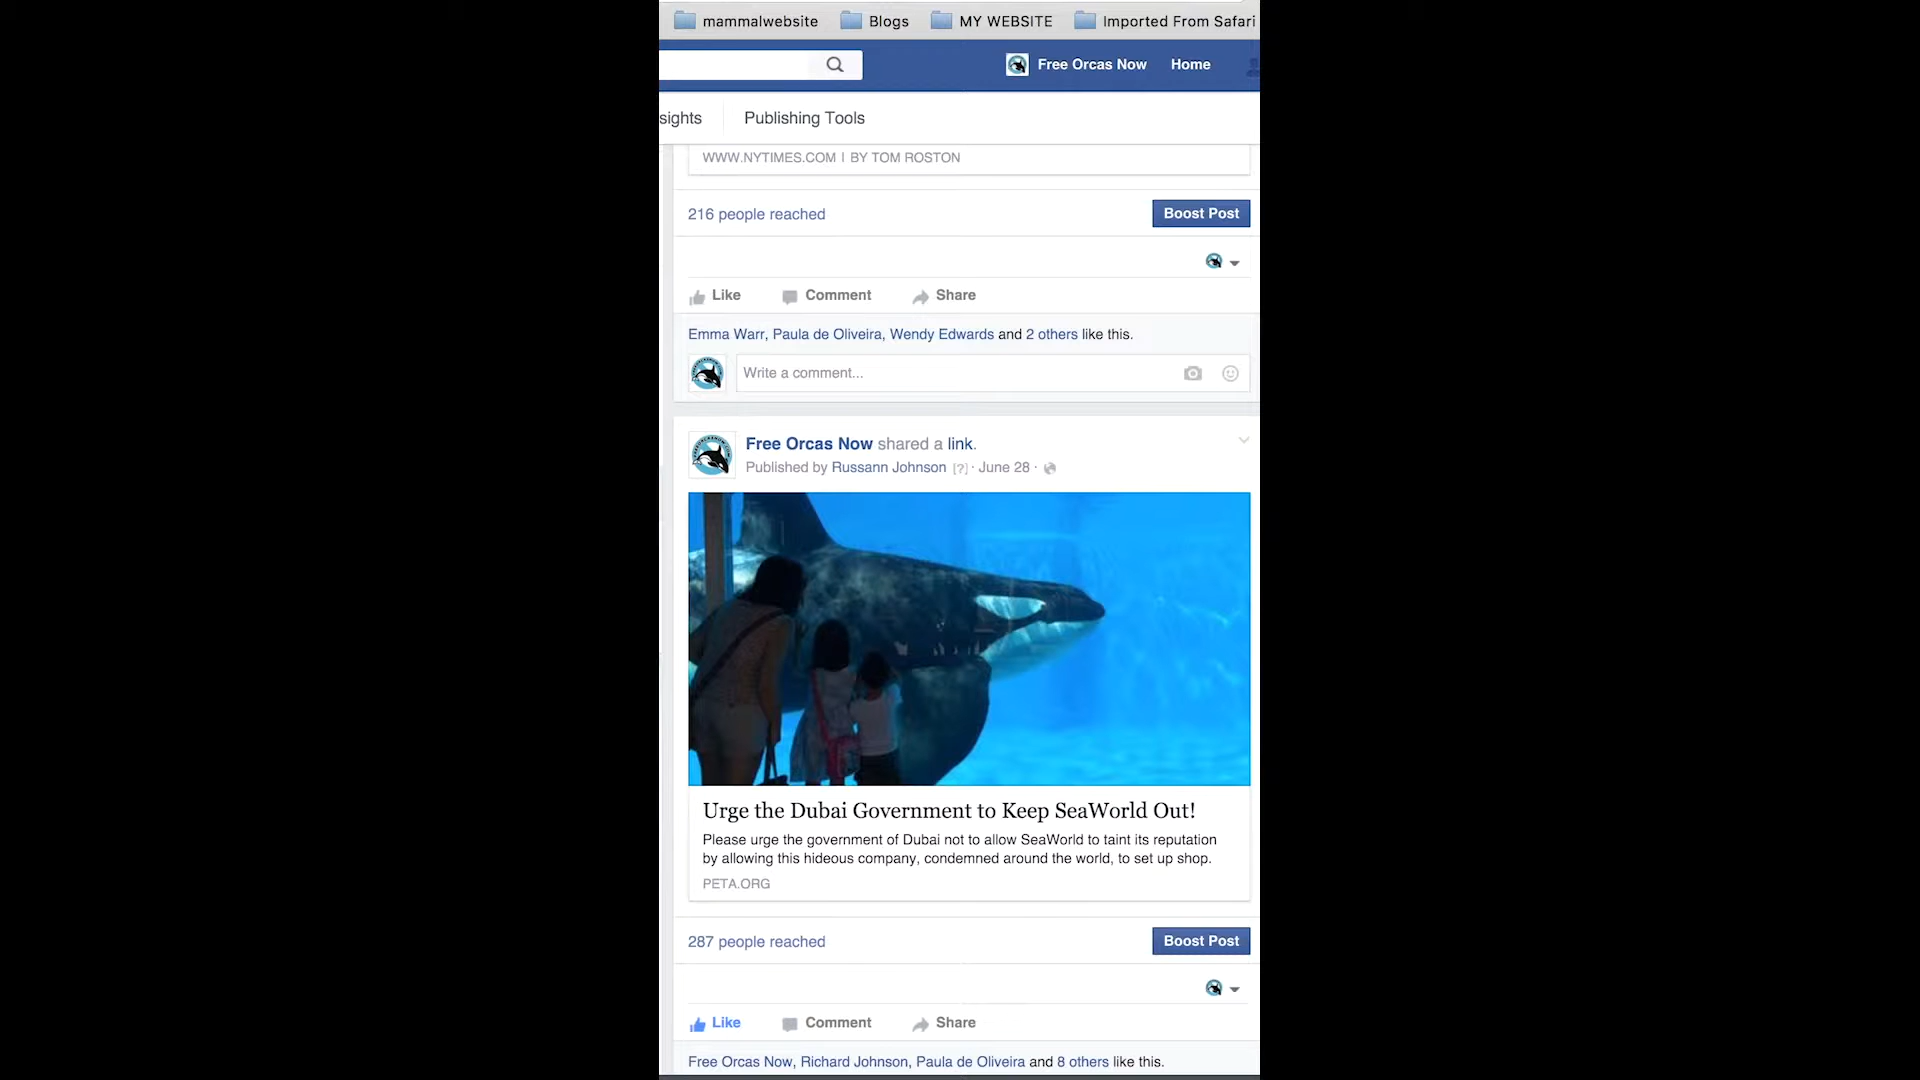 mammalwebsite Blogs MY WEBSITE Imported From Safari
Free Orcas Now Home
sights Publishing Tools
WWW.NYTIMES.COM | BY TOM ROSTON
216 people reached Boost Post
Like Comment Share
Emma Warr, Paula de Oliveira, Wendy Edwards and 2 others like this.
Write a comment...
Free Orcas Now shared a link.
Published by Russann Johnson [?] · June 28 ·
Urge the Dubai Government to Keep SeaWorld Out!
Please urge the government of Dubai not to allow SeaWorld to taint its reputation
by allowing this hideous company, condemned around the world, to set up shop.
PETA.ORG
287 people reached Boost Post
Like Comment Share
Free Orcas Now, Richard Johnson, Paula de Oliveira and 8 others like this.